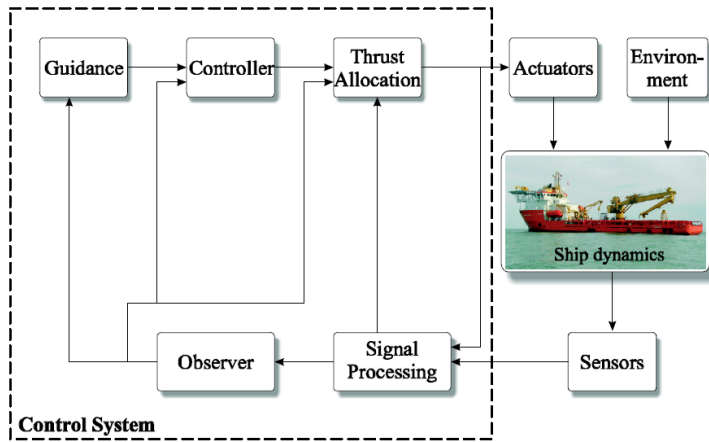 Guidance
Controller
Thrust
Allocation
Actuators
Environ-
ment
Ship dynamics
Observer
Signal
Processing
Sensors
Control System